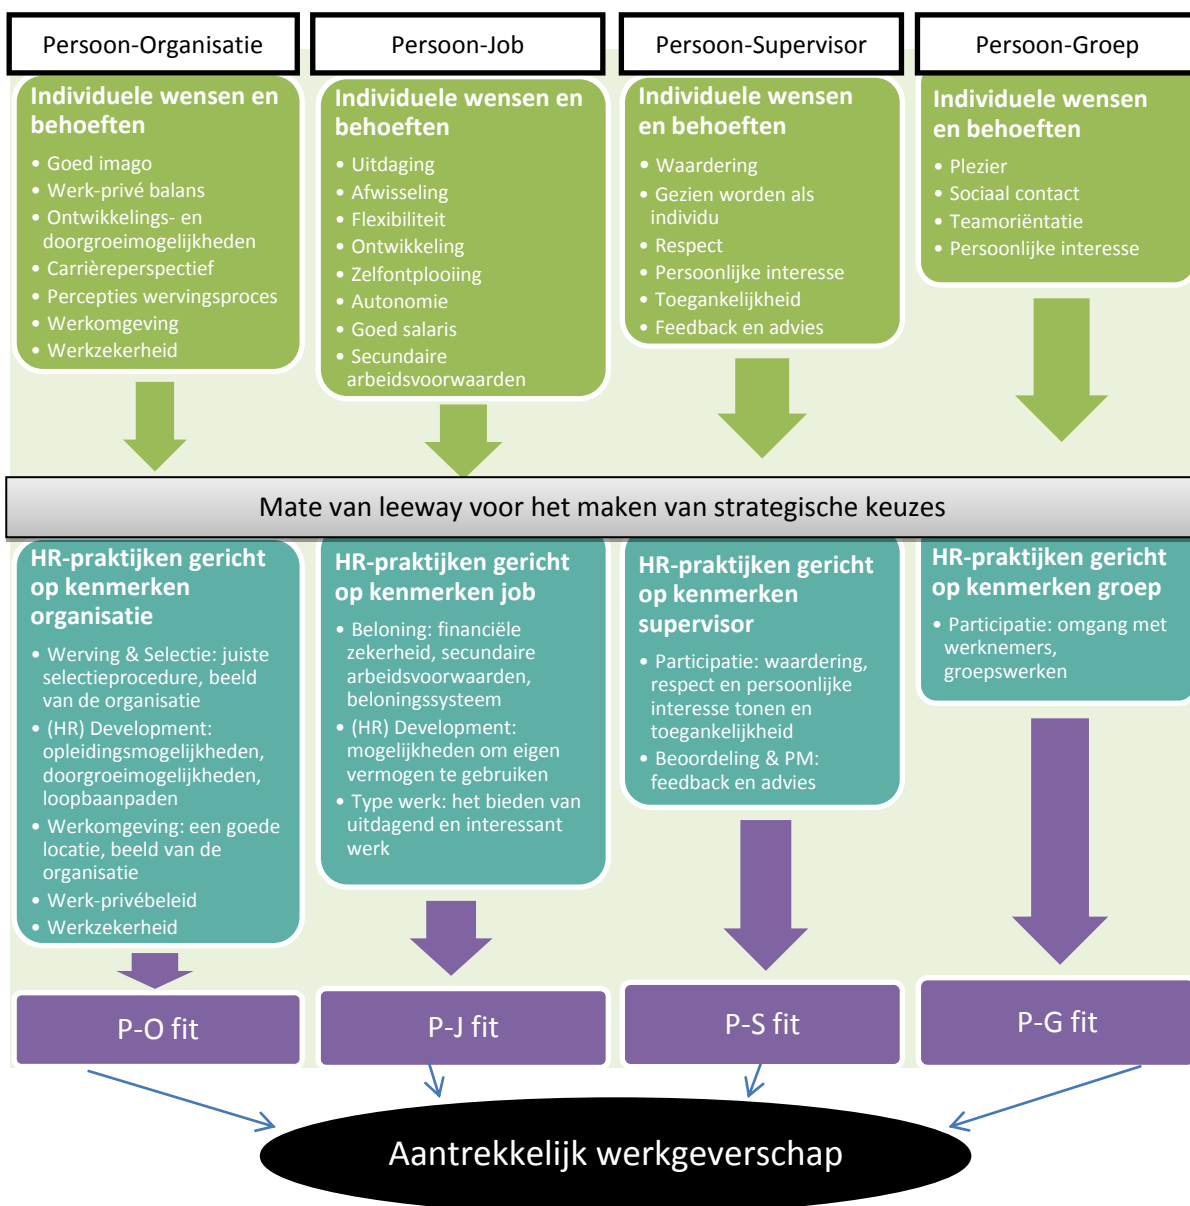 Persoon-Organisatie
Persoon-Job
Persoon-Supervisor
Persoon-Groep
Individuele wensen en
behoeften
• Goed imago
• Werk-privé balans
• Ontwikkelings- en
doorgroeimogelijkheden
• Carrièreperspectief
• Percepties wervingsproces
• Werkomgeving
• Werkzekerheid
Individuele wensen en
behoeften
• Uitdaging
• Afwisseling
• Flexibiliteit
• Ontwikkeling
• Zelfontplooiing
• Autonomie
• Goed salaris
• Secundaire
arbeidsvoorwaarden
Individuele wensen
en behoeften
• Waardering
• Gezien worden als
individu
• Respect
• Persoonlijke interesse
• Toegankelijkheid
• Feedback en advies
Individuele wensen
en behoeften
• Plezier
• Sociaal contact
• Teamoriëntatie
• Persoonlijke interesse
Mate van leeway voor het maken van strategische keuzes
HR-praktijken gericht
op kenmerken
organisatie
• Werving & Selectie: juiste
selectieprocedure, beeld
van de organisatie
• (HR) Development:
opleidingsmogelijkheden,
doorgroeimogelijkheden,
loopbaanpaden
• Werkomgeving: een goede
locatie, beeld van de
organisatie
• Werk-privébeleid
• Werkzekerheid
HR-praktijken gericht
op kenmerken job
• Beloning: financiële
zekerheid, secundaire
arbeidsvoorwaarden,
beloningssysteem
• (HR) Development:
mogelijkheden om eigen
vermogen te gebruiken
• Type werk: het bieden van
uitdagend en interessant
werk
HR-praktijken gericht
op kenmerken
supervisor
• Participatie: waardering,
respect en persoonlijke
interesse tonen en
toegankelijkheid
• Beoordeling & PM:
feedback en advies
HR-praktijken gericht
op kenmerken groep
• Participatie: omgang met
werknemers,
groepswerken
P-O fit
P-J fit
P-S fit
P-G fit
Aantrekkelijk werkgeverschap